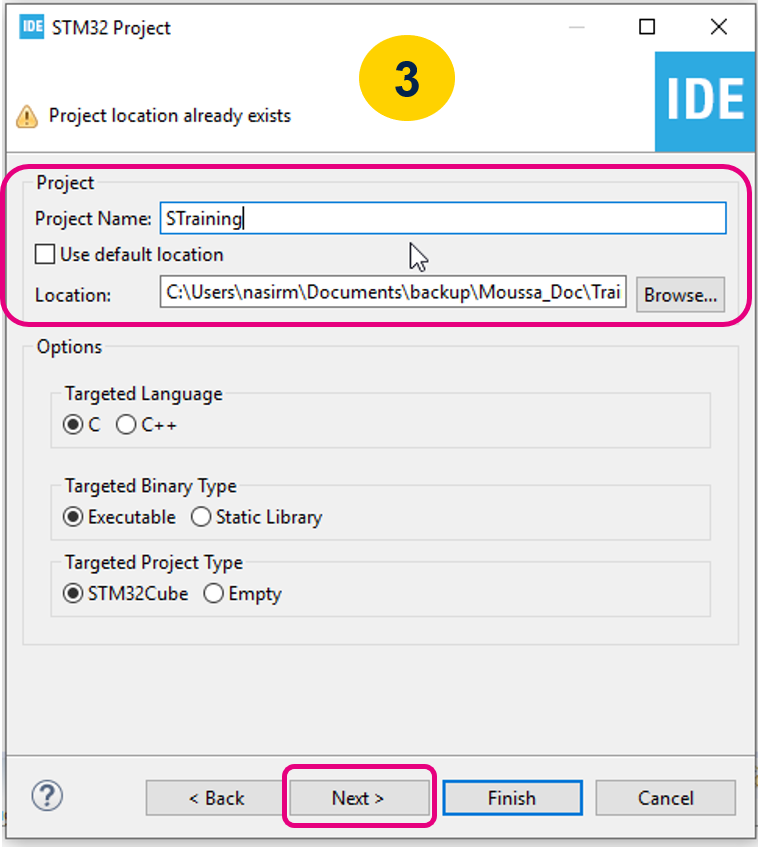 IDE STM32 Project
3
Project location already exists
IDE
Project
Project Name: STraining
Use default location
Location: C:\Users\nasirm\Documents\backup\Moussa_Doc\Trai Browse...
Options
Targeted Language
C C++
Targeted Binary Type
Executable Static Library
Targeted Project Type
STM32Cube Empty
? < Back Next > Finish Cancel